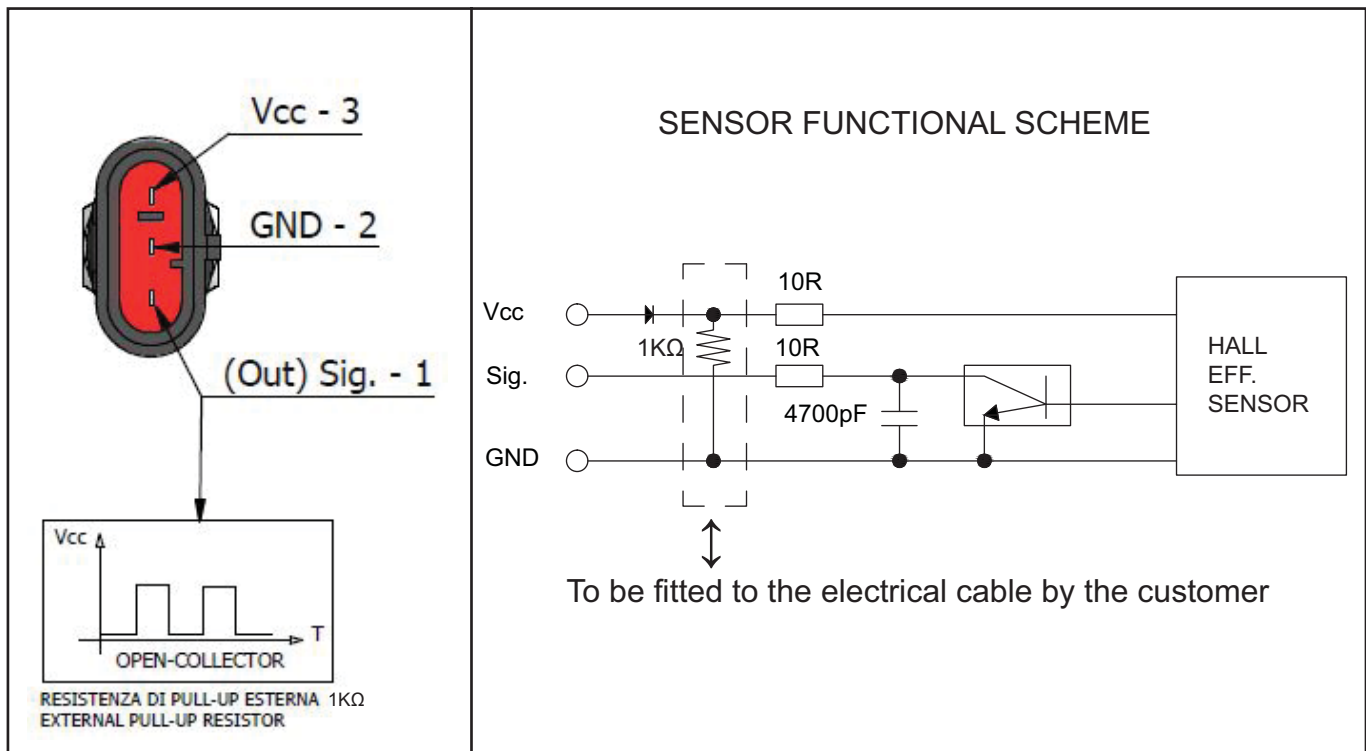 Vcc - 3
GND - 2
(Out) Sig. - 1
Vcc
T
OPEN-COLLECTOR
RESISTENZA DI PULL-UP ESTERNA 1KΩ
EXTERNAL PULL-UP RESISTOR
SENSOR FUNCTIONAL SCHEME
Vcc
10R
1KΩ
10R
Sig.
4700pF
GND
HALL
EFF.
SENSOR
To be fitted to the electrical cable by the customer